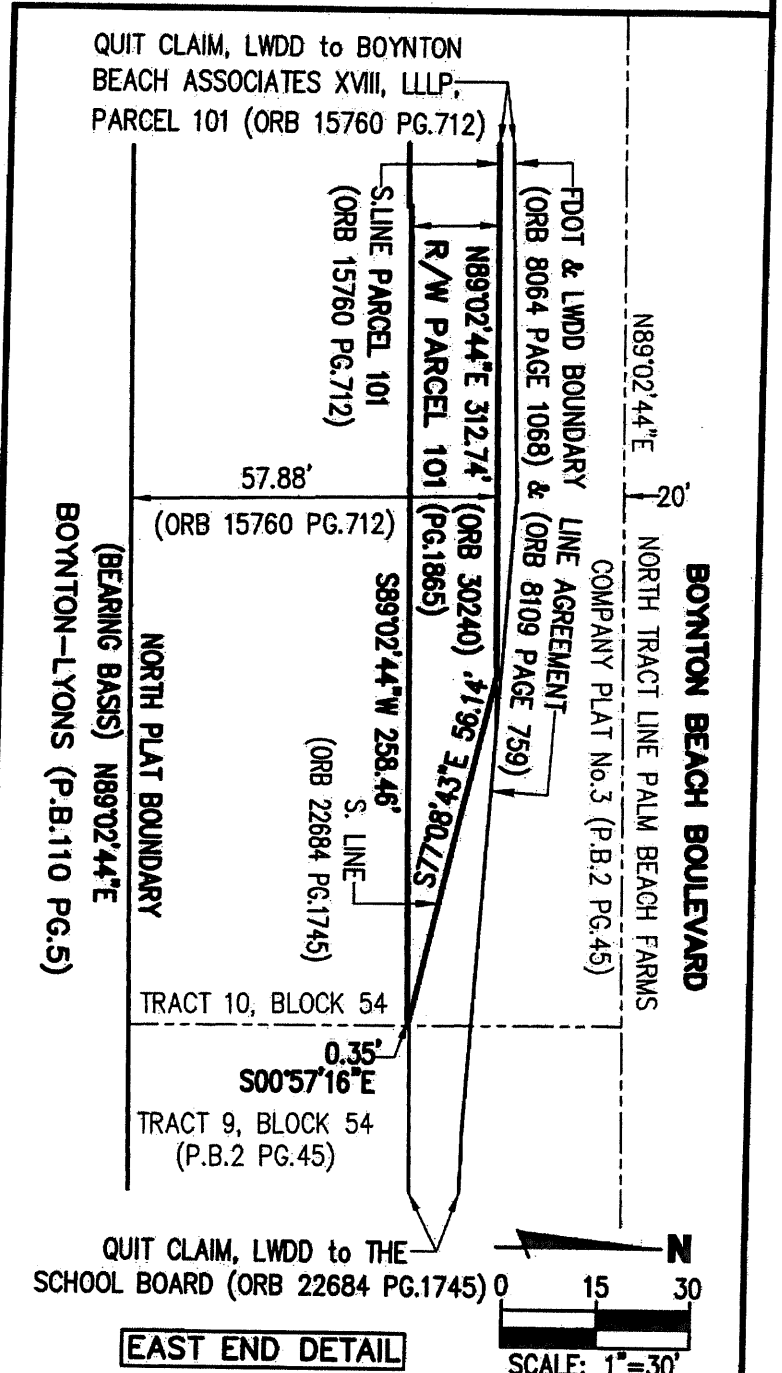 QUIT CLAIM, LWDD to BOYNTON
BEACH ASSOCIATES XVIII, LLLP,
PARCEL 101 (ORB 15760 PG.712)
BOYNTON BEACH BOULEVARD
N89°02'44"E
20'
NORTH TRACT LINE PALM BEACH FARMS
COMPANY PLAT No.3 (P.B.2 PG.45)
FDOT & LWDD BOUNDARY LINE AGREEMENT
(ORB 8064 PAGE 1068) & (ORB 8109 PAGE 759)
N89°02'44"E 312.74'
R/W PARCEL 101
(ORB 30240)
(PG.1865)
S77°08'43"E 56.14'
S.LINE PARCEL 101
(ORB 15760 PG.712)
57.88'
(ORB 15760 PG.712)
S89°02'44"W 258.46'
S. LINE
(ORB 22684 PG.1745)
NORTH PLAT BOUNDARY
(BEARING BASIS) N89°02'44"E
BOYNTON-LYONS (P.B.110 PG.5)
TRACT 10, BLOCK 54
0.35'
S00°57'16"E
TRACT 9, BLOCK 54
(P.B.2 PG.45)
QUIT CLAIM, LWDD to THE
SCHOOL BOARD (ORB 22684 PG.1745)
N
0 15 30
SCALE: 1"=30'
EAST END DETAIL